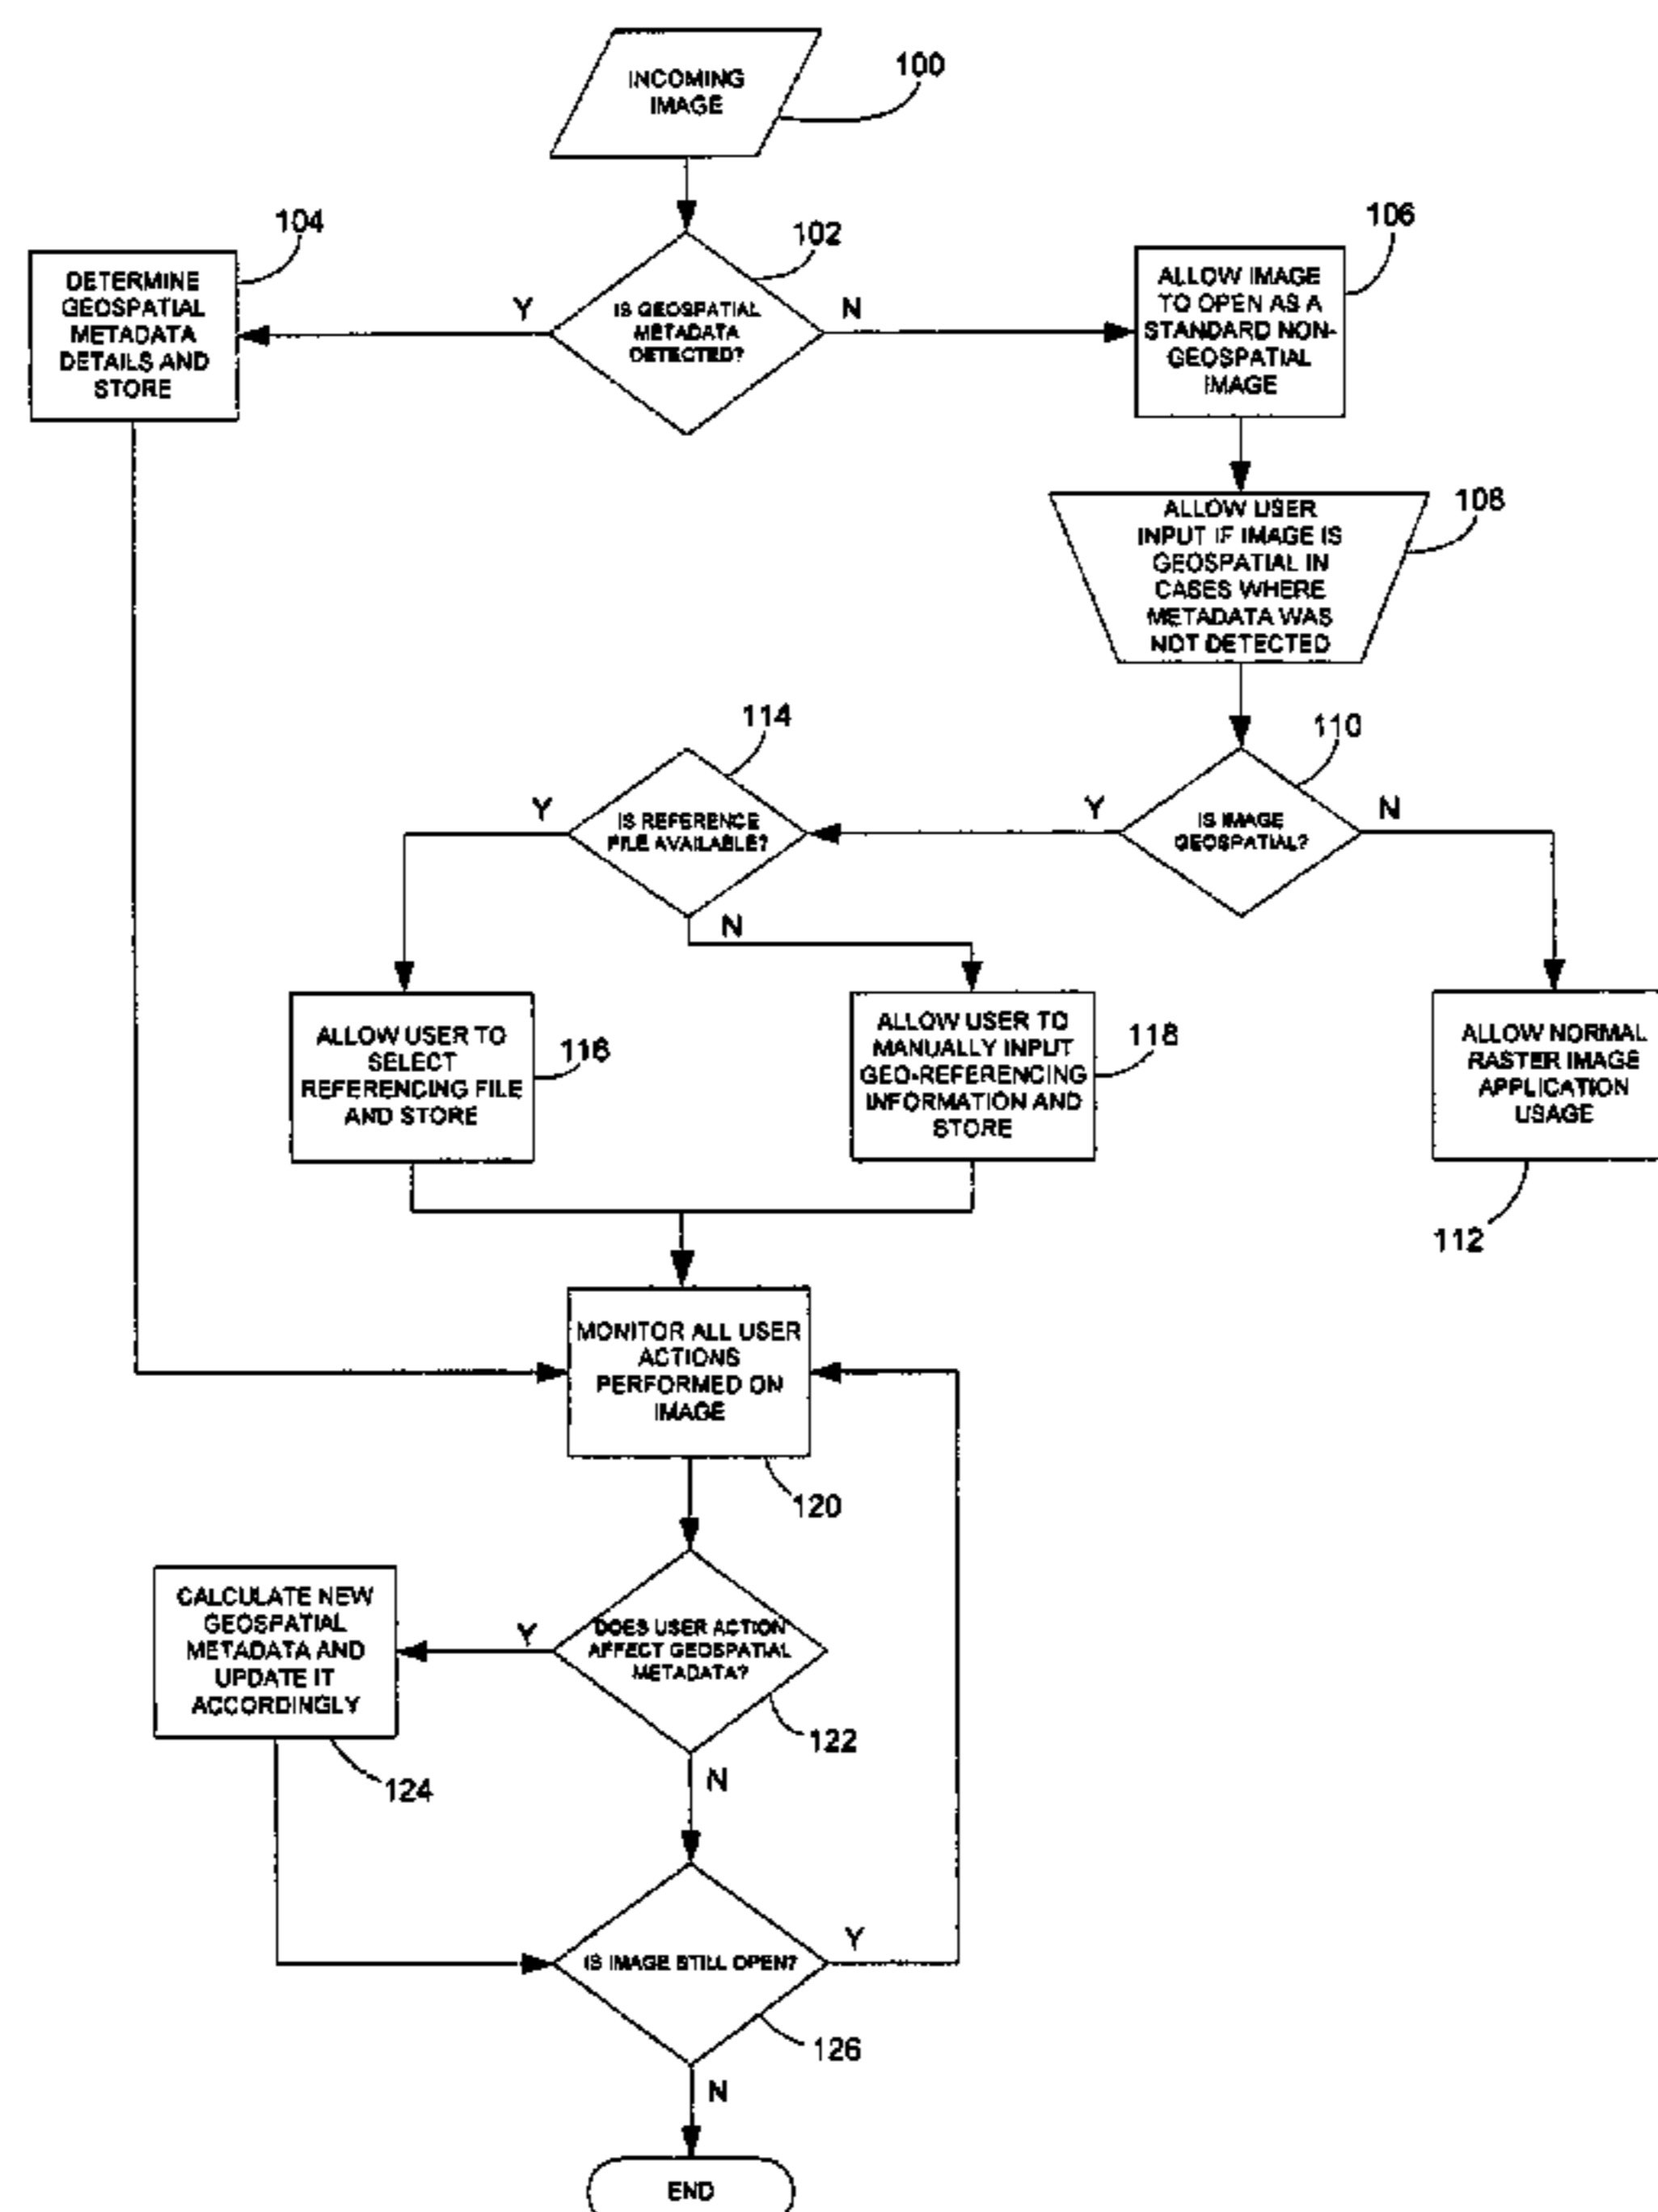 INCOMING
IMAGE
100
102
IS GEOSPATIAL
METADATA
DETECTED?
Y
N
104
DETERMINE
GEOSPATIAL
METADATA
DETAILS AND
STORE
106
ALLOW IMAGE
TO OPEN AS A
STANDARD NON-
GEOSPATIAL
IMAGE
108
ALLOW USER
INPUT IF IMAGE IS
GEOSPATIAL IN
CASES WHERE
METADATA WAS
NOT DETECTED
110
IS IMAGE
GEOSPATIAL?
Y
N
114
IS REFERENCE
FILE AVAILABLE?
Y
N
ALLOW USER TO
SELECT
REFERENCING FILE
AND STORE
116
ALLOW USER TO
MANUALLY INPUT
GEO-REFERENCING
INFORMATION AND
STORE
118
ALLOW NORMAL
RASTER IMAGE
APPLICATION
USAGE
112
MONITOR ALL USER
ACTIONS
PERFORMED ON
IMAGE
120
DOES USER ACTION
AFFECT GEOSPATIAL
METADATA?
Y
122
N
CALCULATE NEW
GEOSPATIAL
METADATA AND
UPDATE IT
ACCORDINGLY
124
IS IMAGE STILL OPEN?
Y
126
N
END